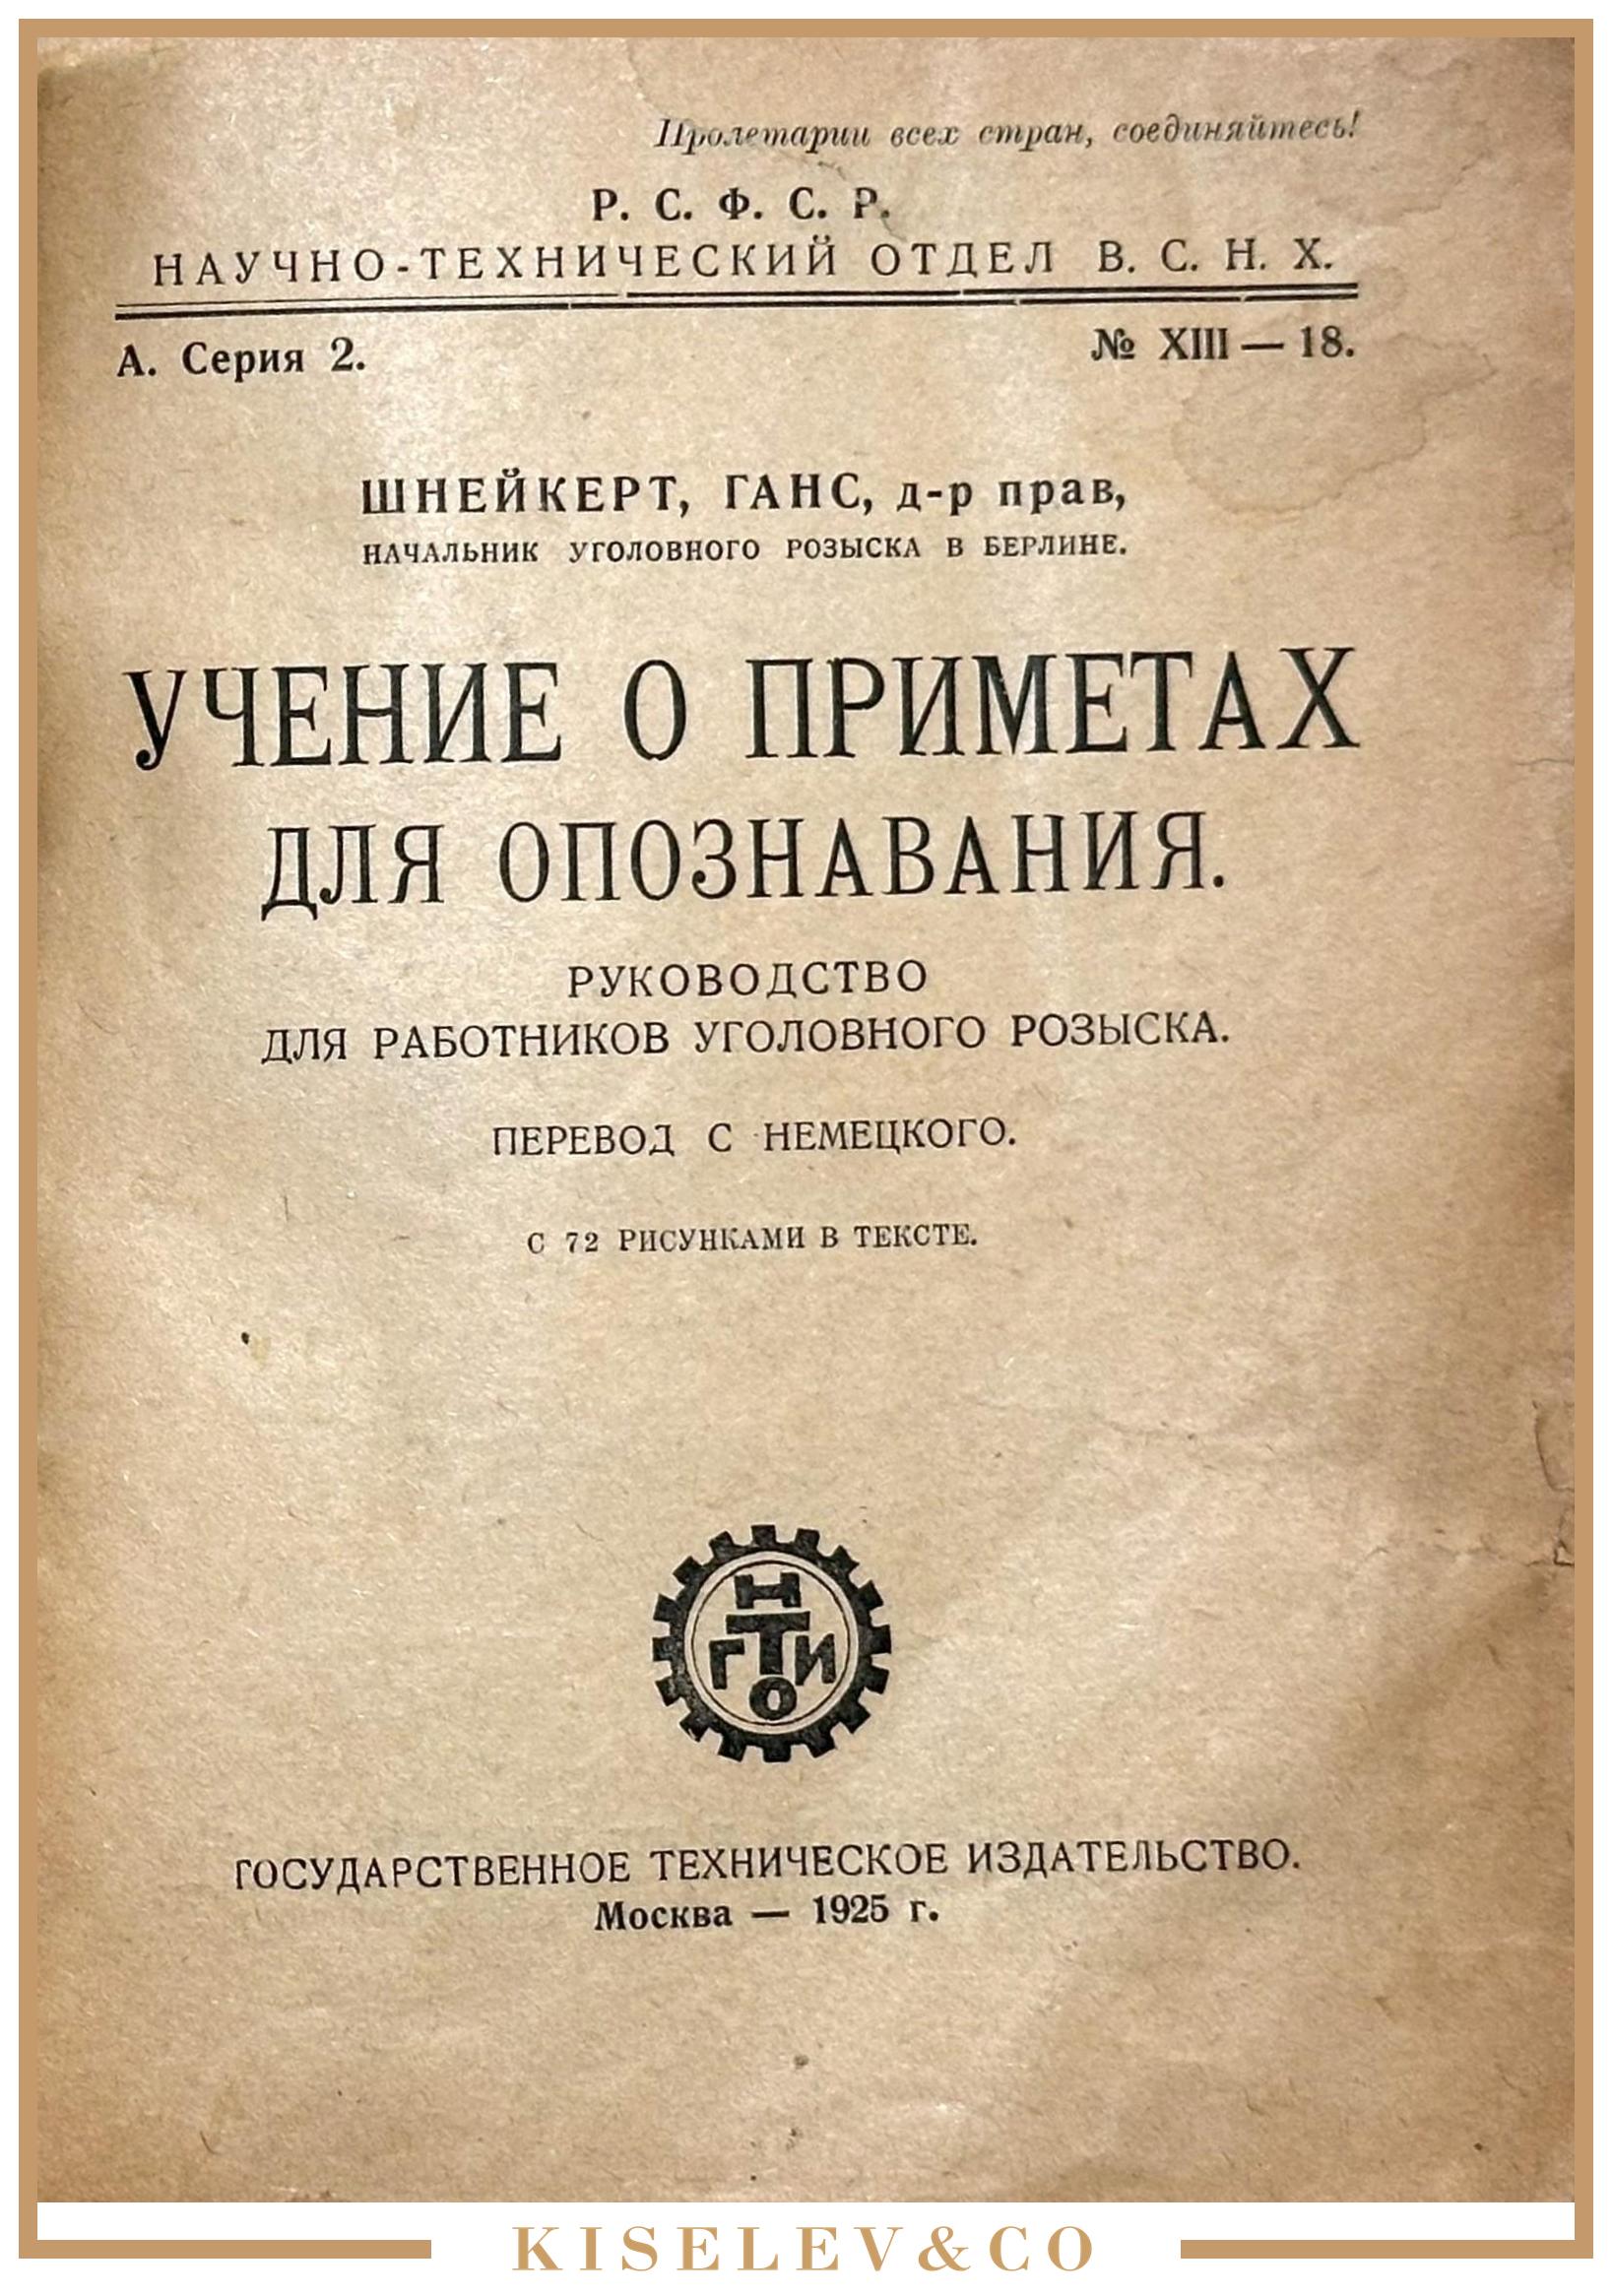 Пролетарии всех стран, соединяйтесь!
Р. С. Ф. С. Р.
НАУЧНО-ТЕХНИЧЕСКИЙ ОТДЕЛ В. С. Н. Х.
А. Серия 2.
№ XIII — 18.
ШНЕЙКЕРТ, ГАНС, д-р прав,
НАЧАЛЬНИК УГОЛОВНОГО РОЗЫСКА В БЕРЛИНЕ.
УЧЕНИЕ О ПРИМЕТАХ
ДЛЯ ОПОЗНАВАНИЯ.
РУКОВОДСТВО
ДЛЯ РАБОТНИКОВ УГОЛОВНОГО РОЗЫСКА.
ПЕРЕВОД С НЕМЕЦКОГО.
С 72 РИСУНКАМИ В ТЕКСТЕ.
Н
ГТИ
О
ГОСУДАРСТВЕННОЕ ТЕХНИЧЕСКОЕ ИЗДАТЕЛЬСТВО.
Москва — 1925 г.
KISELEV&CO